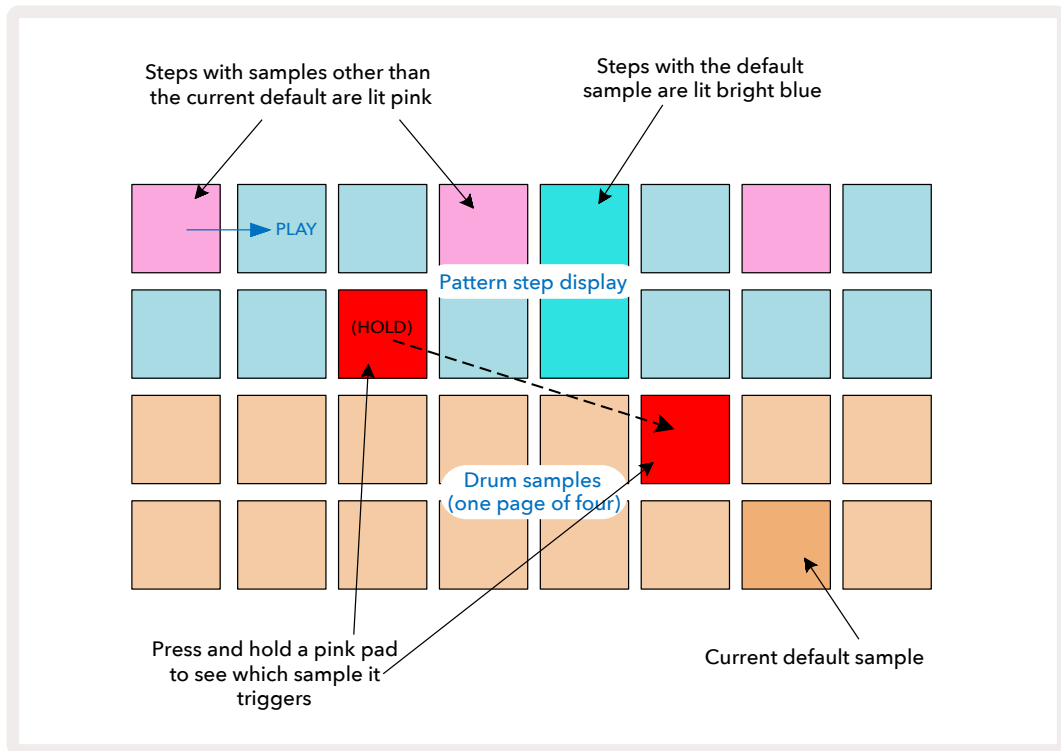 Steps with samples other than
the current default are lit pink
Steps with the default
sample are lit bright blue
PLAY
Pattern step display
(HOLD)
Drum samples
(one page of four)
Press and hold a pink pad
to see which sample it
triggers
Current default sample